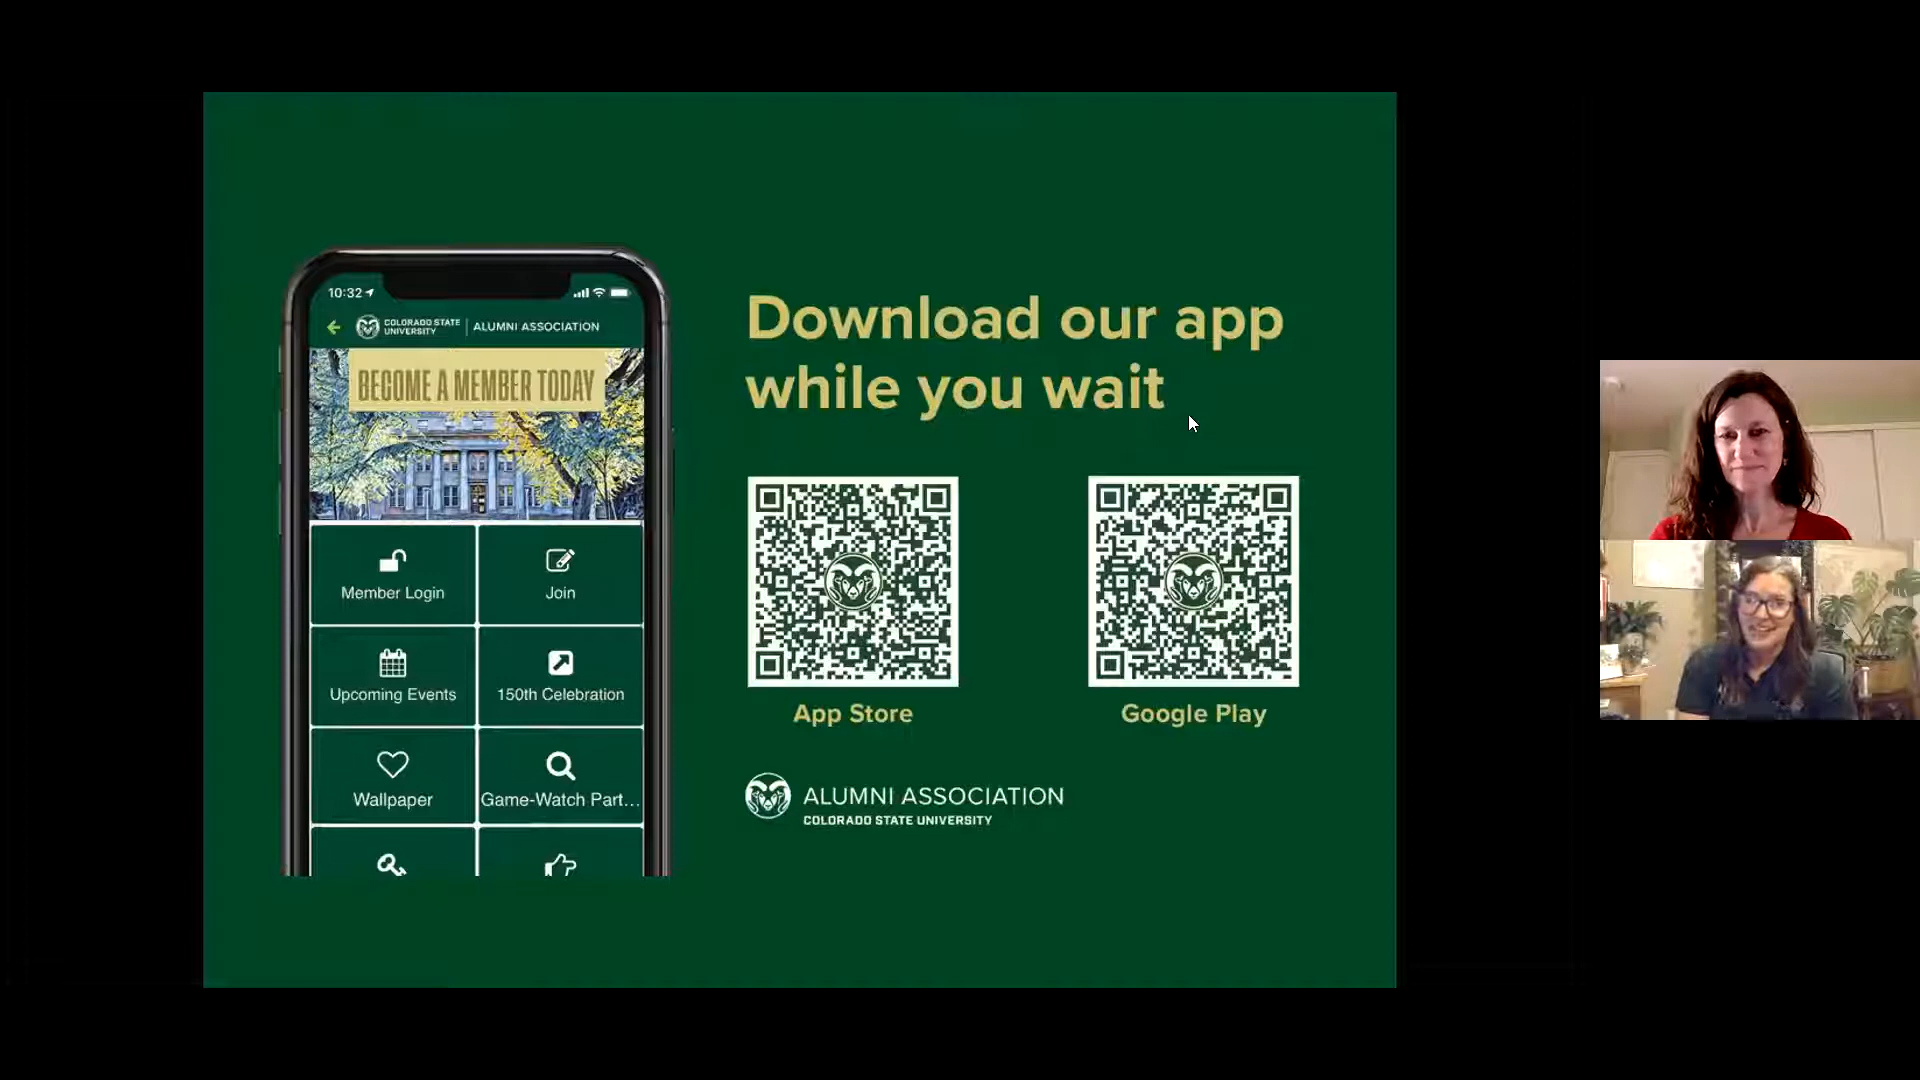 10:32
COLORADO STATE
UNIVERSITY
ALUMNI ASSOCIATION
BECOME A MEMBER TODAY
Member Login
Join
Upcoming Events
150th Celebration
Wallpaper
Game-Watch Part...
Download our app
while you wait
App Store
Google Play
ALUMNI ASSOCIATION
COLORADO STATE UNIVERSITY